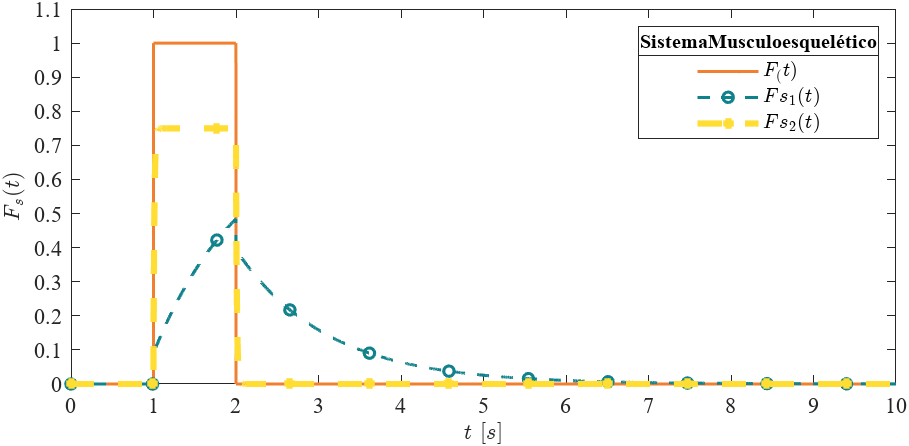 1.1
1
0.9
0.8
0.7
0.6
0.5
0.4
0.3
0.2
0.1
0
Fs(t)
SistemaMusculoesquelético
F(t)
Fs1(t)
Fs2(t)
0 1 2 3 4 5 6 7 8 9 10
t [s]